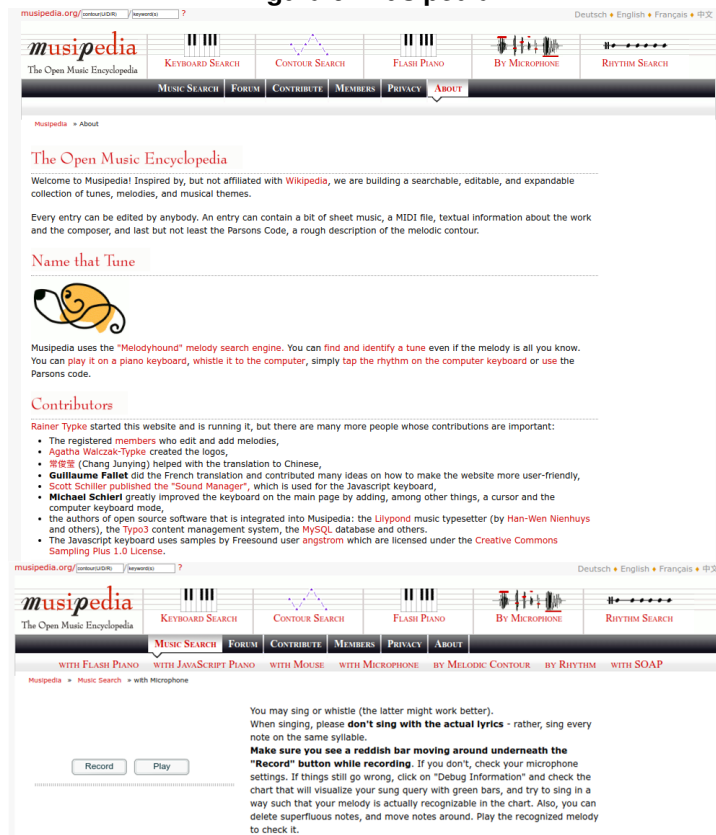 musipedia.org/ contour(U/D/R) / keyword(s) ?
Deutsch • English • Français • 中文
musipedia
The Open Music Encyclopedia
Keyboard Search Contour Search Flash Piano By Microphone Rhythm Search
Music Search Forum Contribute Members Privacy About
Musipedia » About
The Open Music Encyclopedia
Welcome to Musipedia! Inspired by, but not affiliated with Wikipedia, we are building a searchable, editable, and expandable
collection of tunes, melodies, and musical themes.
Every entry can be edited by anybody. An entry can contain a bit of sheet music, a MIDI file, textual information about the work
and the composer, and last but not least the Parsons Code, a rough description of the melodic contour.
Name that Tune
Musipedia uses the "Melodyhound" melody search engine. You can find and identify a tune even if the melody is all you know.
You can play it on a piano keyboard, whistle it to the computer, simply tap the rhythm on the computer keyboard or use the
Parsons code.
Contributors
Rainer Typke started this website and is running it, but there are many more people whose contributions are important:
• The registered members who edit and add melodies,
• Agatha Walczak-Typke created the logos,
• 常俊莹 (Chang Junying) helped with the translation to Chinese,
• Guillaume Fallet did the French translation and contributed many ideas on how to make the website more user-friendly,
• Scott Schiller published the "Sound Manager", which is used for the Javascript keyboard,
• Michael Schierl greatly improved the keyboard on the main page by adding, among other things, a cursor and the
computer keyboard mode,
• the authors of open source software that is integrated into Musipedia: the Lilypond music typesetter (by Han-Wen Nienhuys
and others), the Typo3 content management system, the MySQL database and others.
• The Javascript keyboard uses samples by Freesound user angstrom which are licensed under the Creative Commons
Sampling Plus 1.0 License.
musipedia.org/ contour(U/D/R) / keyword(s) ?
Deutsch • English • Français • 中文
musipedia
The Open Music Encyclopedia
Keyboard Search Contour Search Flash Piano By Microphone Rhythm Search
Music Search Forum Contribute Members Privacy About
with Flash Piano with JavaScript Piano with Mouse with Microphone by Melodic Contour by Rhythm with SOAP
Musipedia » Music Search » with Microphone
You may sing or whistle (the latter might work better).
When singing, please don't sing with the actual lyrics - rather, sing every
note on the same syllable.
Make sure you see a reddish bar moving around underneath the
"Record" button while recording. If you don't, check your microphone
settings. If things still go wrong, click on "Debug Information" and check the
chart that will visualize your sung query with green bars, and try to sing in a
way such that your melody is actually recognizable in the chart. Also, you can
delete superfluous notes, and move notes around. Play the recognized melody
to check it.
Record Play